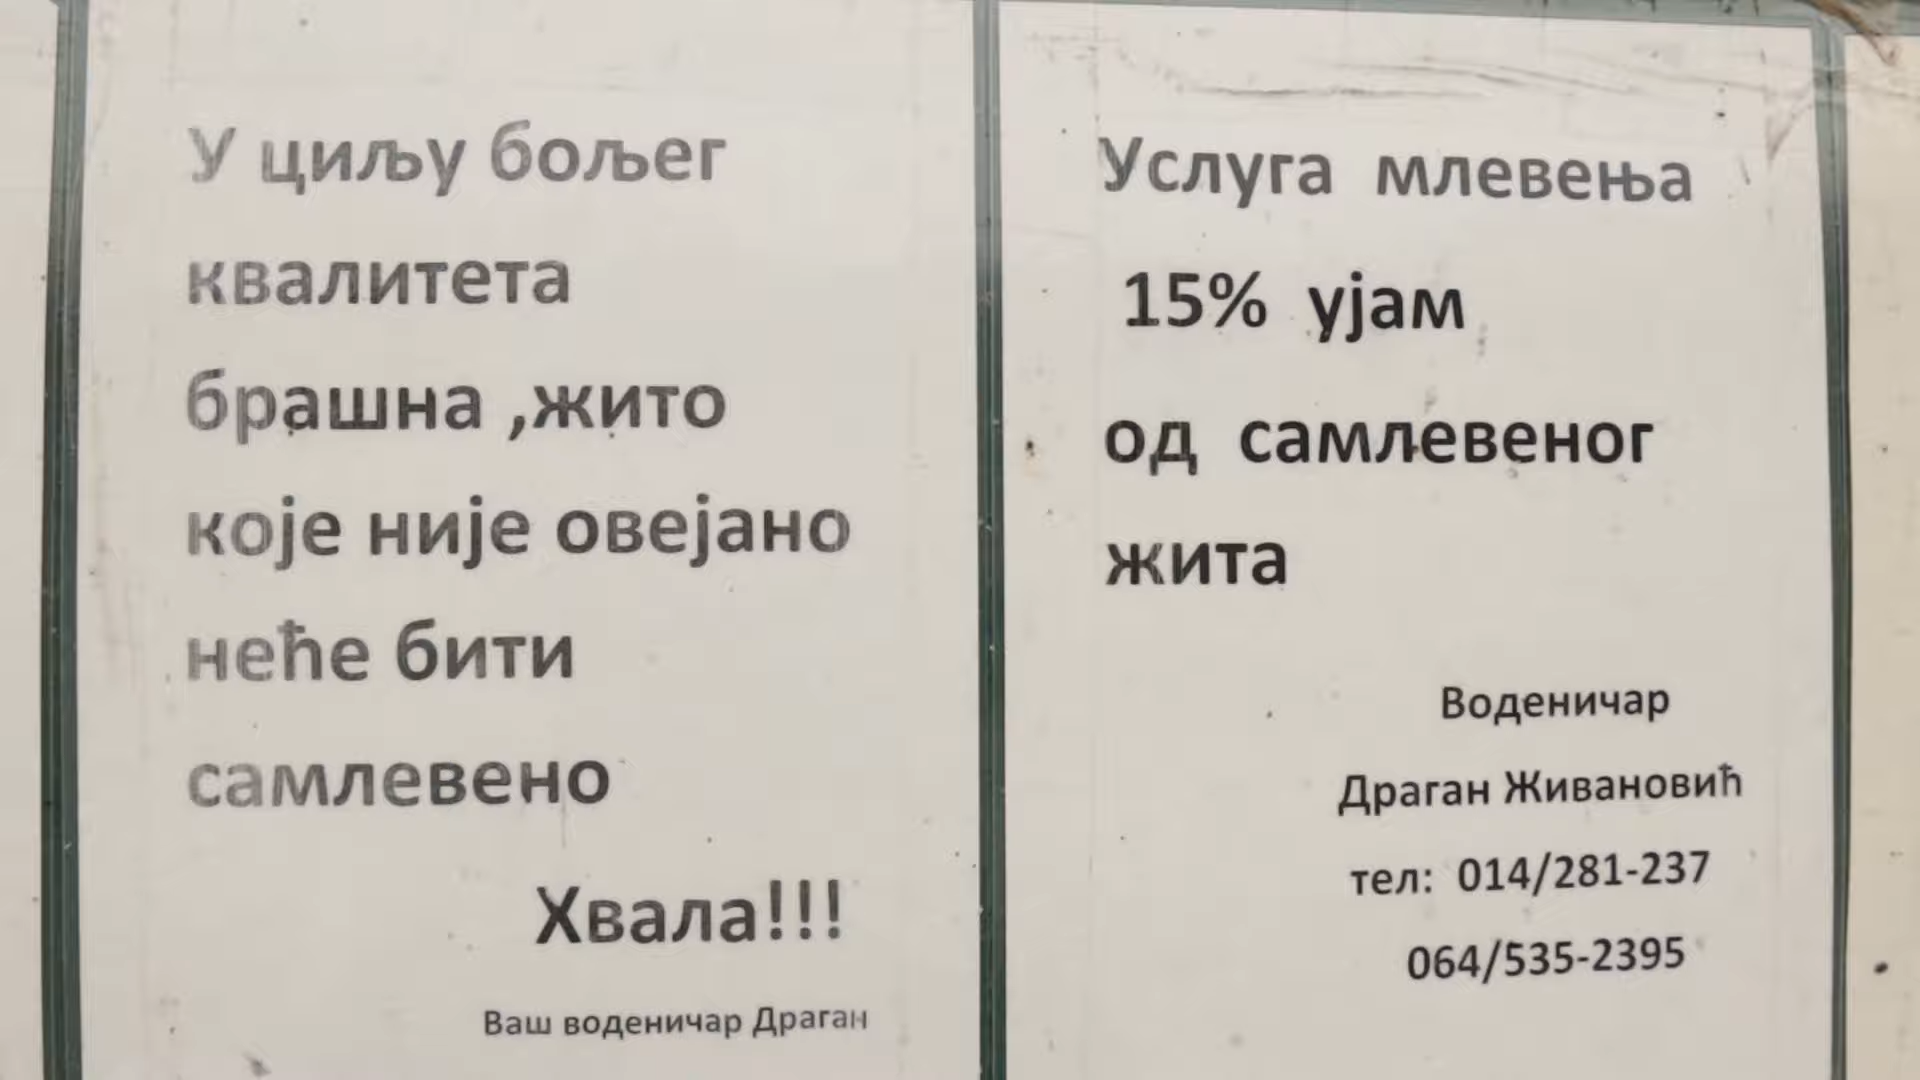 У циљу бољег
квалитета
брашна ,жито
које није овејано
неће бити
самлевено
Хвала!!!
Ваш воденичар Драган
Услуга млевења
15% ујам
од самлевеног
жита
Воденичар
Драган Живановић
тел: 014/281-237
064/535-2395